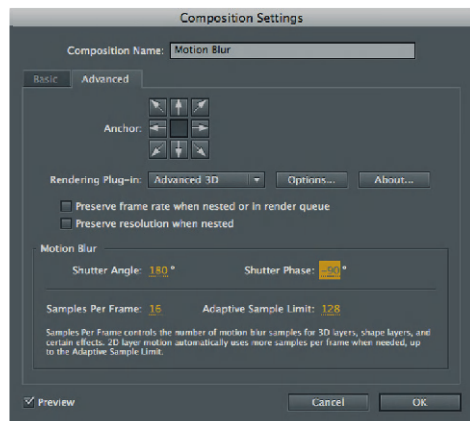 Composition Settings
Composition Name: Motion Blur
Basic Advanced
Anchor:
Rendering Plug-in: Advanced 3D Options... About...
Preserve frame rate when nested or in render queue
Preserve resolution when nested
Motion Blur
Shutter Angle: 180 ° Shutter Phase: -90 °
Samples Per Frame: 16 Adaptive Sample Limit: 128
Samples Per Frame controls the number of motion blur samples for 3D layers, shape layers, and
certain effects. 2D layer motion automatically uses more samples per frame when needed, up
to the Adaptive Sample Limit.
Preview Cancel OK